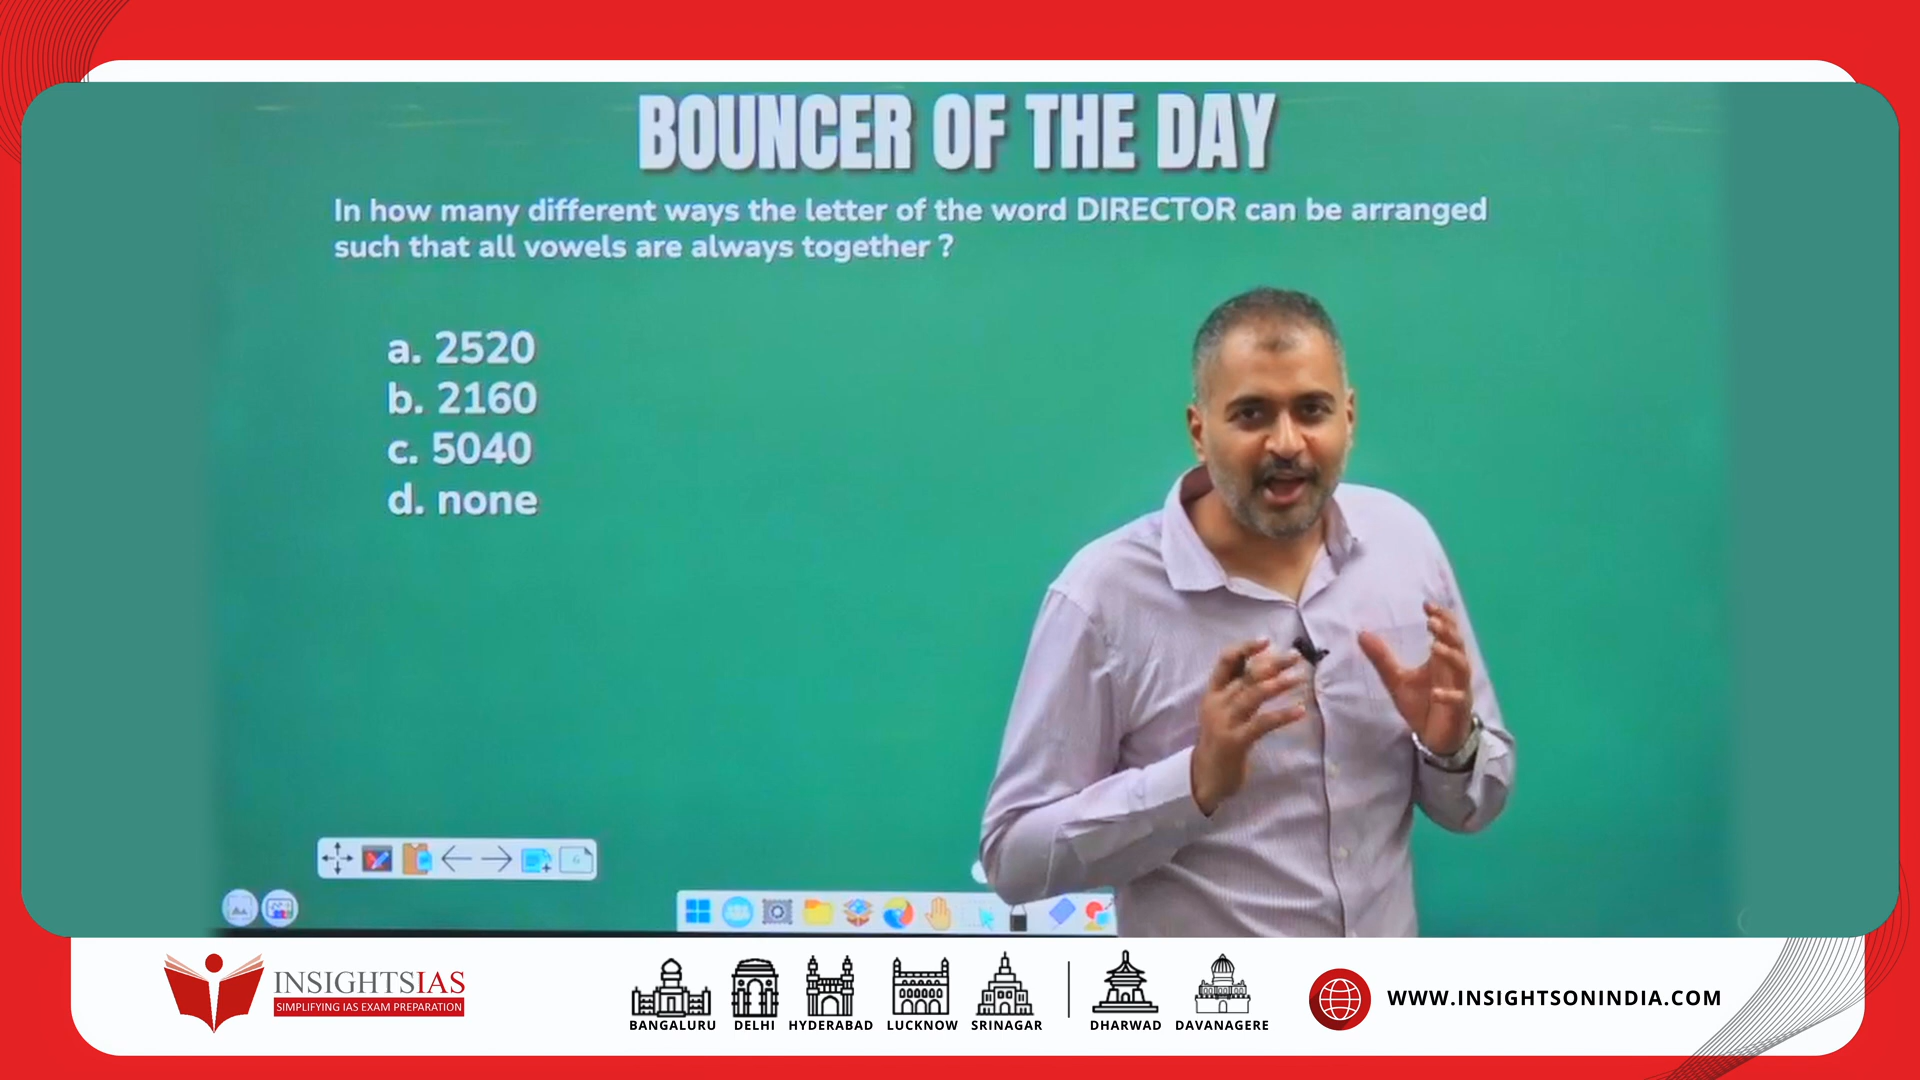 BOUNCER OF THE DAY
In how many different ways the letter of the word DIRECTOR can be arranged
such that all vowels are always together ?
a. 2520
b. 2160
c. 5040
d. none
INSIGHTSIAS
SIMPLIFYING IAS EXAM PREPARATION
BANGALURU DELHI HYDERABAD LUCKNOW SRINAGAR DHARWAD DAVANAGERE
WWW.INSIGHTSONINDIA.COM